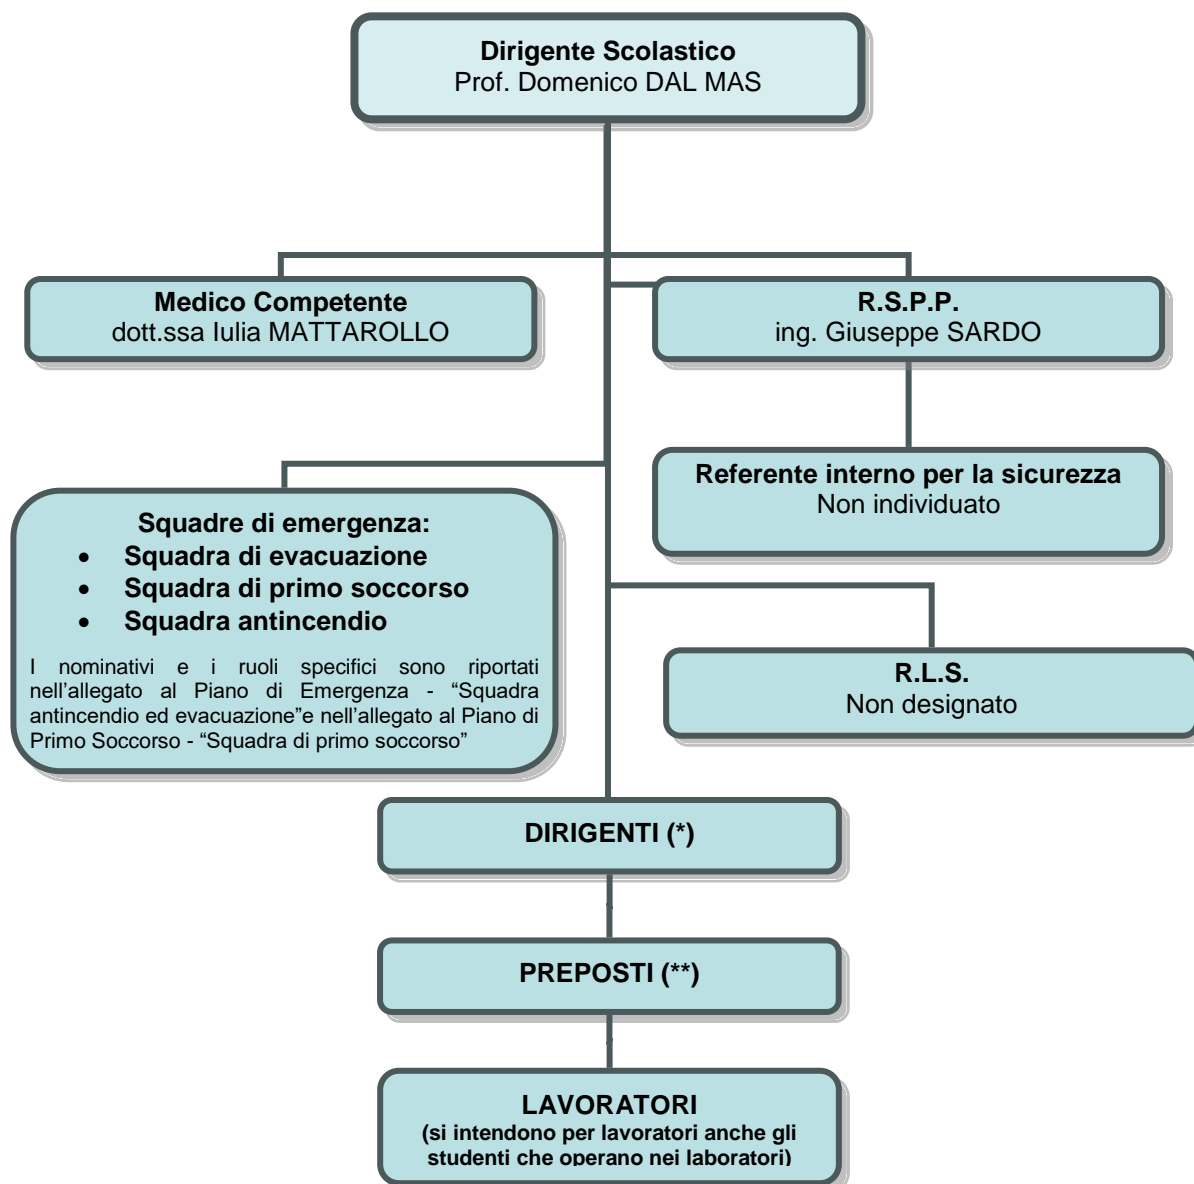 Dirigente Scolastico
Prof. Domenico DAL MAS
Medico Competente
dott.ssa Iulia MATTAROLLO
R.S.P.P.
ing. Giuseppe SARDO
Referente interno per la sicurezza
Non individuato
Squadre di emergenza:
• Squadra di evacuazione
• Squadra di primo soccorso
• Squadra antincendio
I nominativi e i ruoli specifici sono riportati
nell’allegato al Piano di Emergenza - “Squadra
antincendio ed evacuazione”e nell’allegato al Piano di
Primo Soccorso - “Squadra di primo soccorso”
R.L.S.
Non designato
DIRIGENTI (*)
PREPOSTI (**)
LAVORATORI
(si intendono per lavoratori anche gli
studenti che operano nei laboratori)